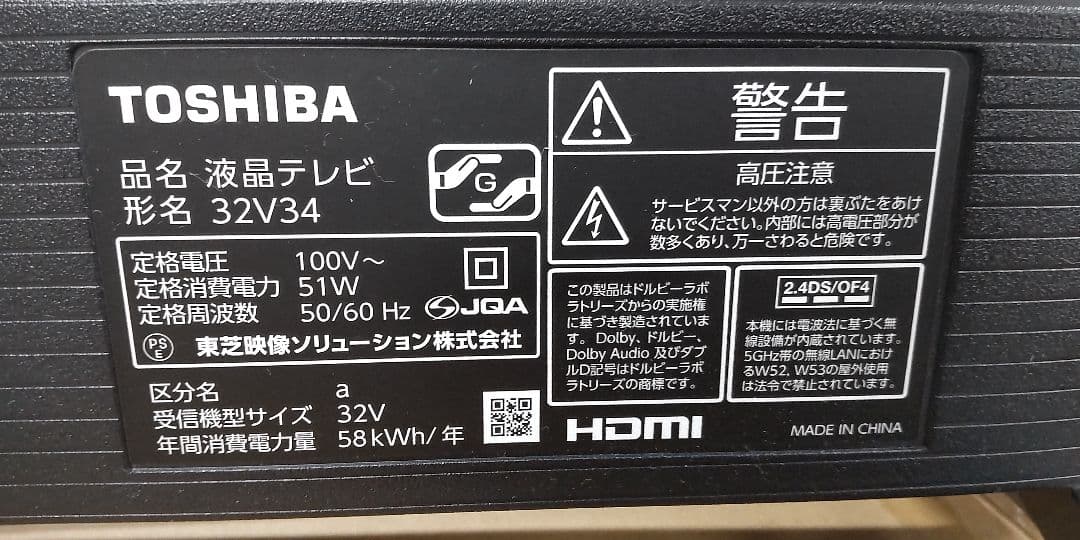 TOSHIBA
品名 液晶テレビ
形名 32V34
G
定格電圧 100V～
定格消費電力 51W
定格周波数 50/60 Hz
JQA
PS
E
東芝映像ソリューション株式会社
区分名 a
受信機型サイズ 32V
年間消費電力量 58kWh/年
警告
高圧注意
サービスマン以外の方は裏ぶたをあけ
ないでください。内部には高電圧部分が
数多くあり、万一さわると危険です。
この製品はドルビーラボ
ラトリーズからの実施権
に基づき製造されていま
す。Dolby、ドルビー、
Dolby Audio 及びダブ
ルD記号はドルビーラボ
ラトリーズの商標です。
2.4DS/OF4
本機には電波法に基づく無
線設備が内蔵されています。
5GHz帯の無線LANにおけ
るW52, W53の屋外使用
は法令で禁止されています。
HDMI
MADE IN CHINA